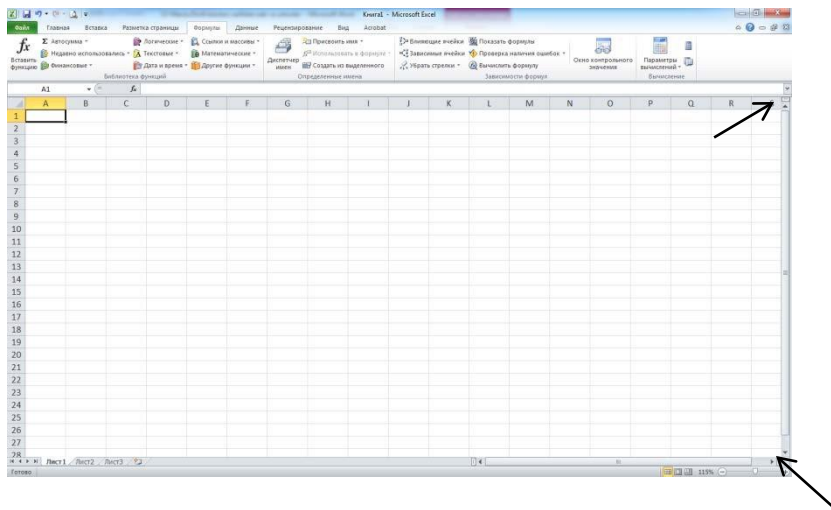 Книга1 - Microsoft Excel
Файл Главная Вставка Разметка страницы Формулы Данные Рецензирование Вид Acrobat
fx Σ Автосумма Логические Ссылки и массивы Присвоить имя Влияющие ячейки Показать формулы
Вставить функцию Недавно использовались Текстовые Математические Диспетчер имен Использовать в формуле Зависимые ячейки Проверка наличия ошибок Окно контрольного значения Параметры вычислений
Финансовые Дата и время Другие функции Создать из выделенного Убрать стрелки Вычислить формулу
Библиотека функций Определенные имена Зависимости формул Вычисление
A1 fx
A B C D E F G H I J K L M N O P Q R
1
2
3
4
5
6
7
8
9
10
11
12
13
14
15
16
17
18
19
20
21
22
23
24
25
26
27
28
Лист1 Лист2 Лист3
Готово 115%